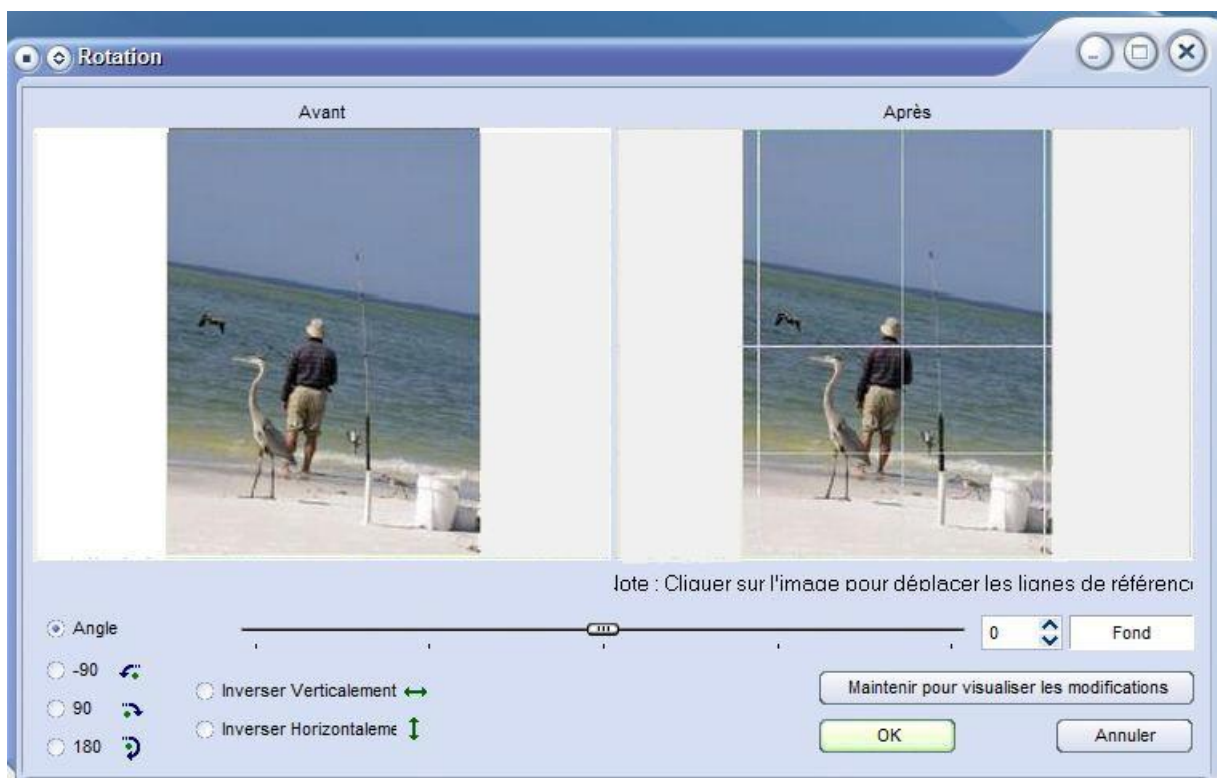 Rotation
Avant
Après
lote : Cliquer sur l'image pour déplacer les lignes de référenc
Angle
0
Fond
-90
Inverser Verticalement
Maintenir pour visualiser les modifications
90
Inverser Horizontaleme
OK
Annuler
180